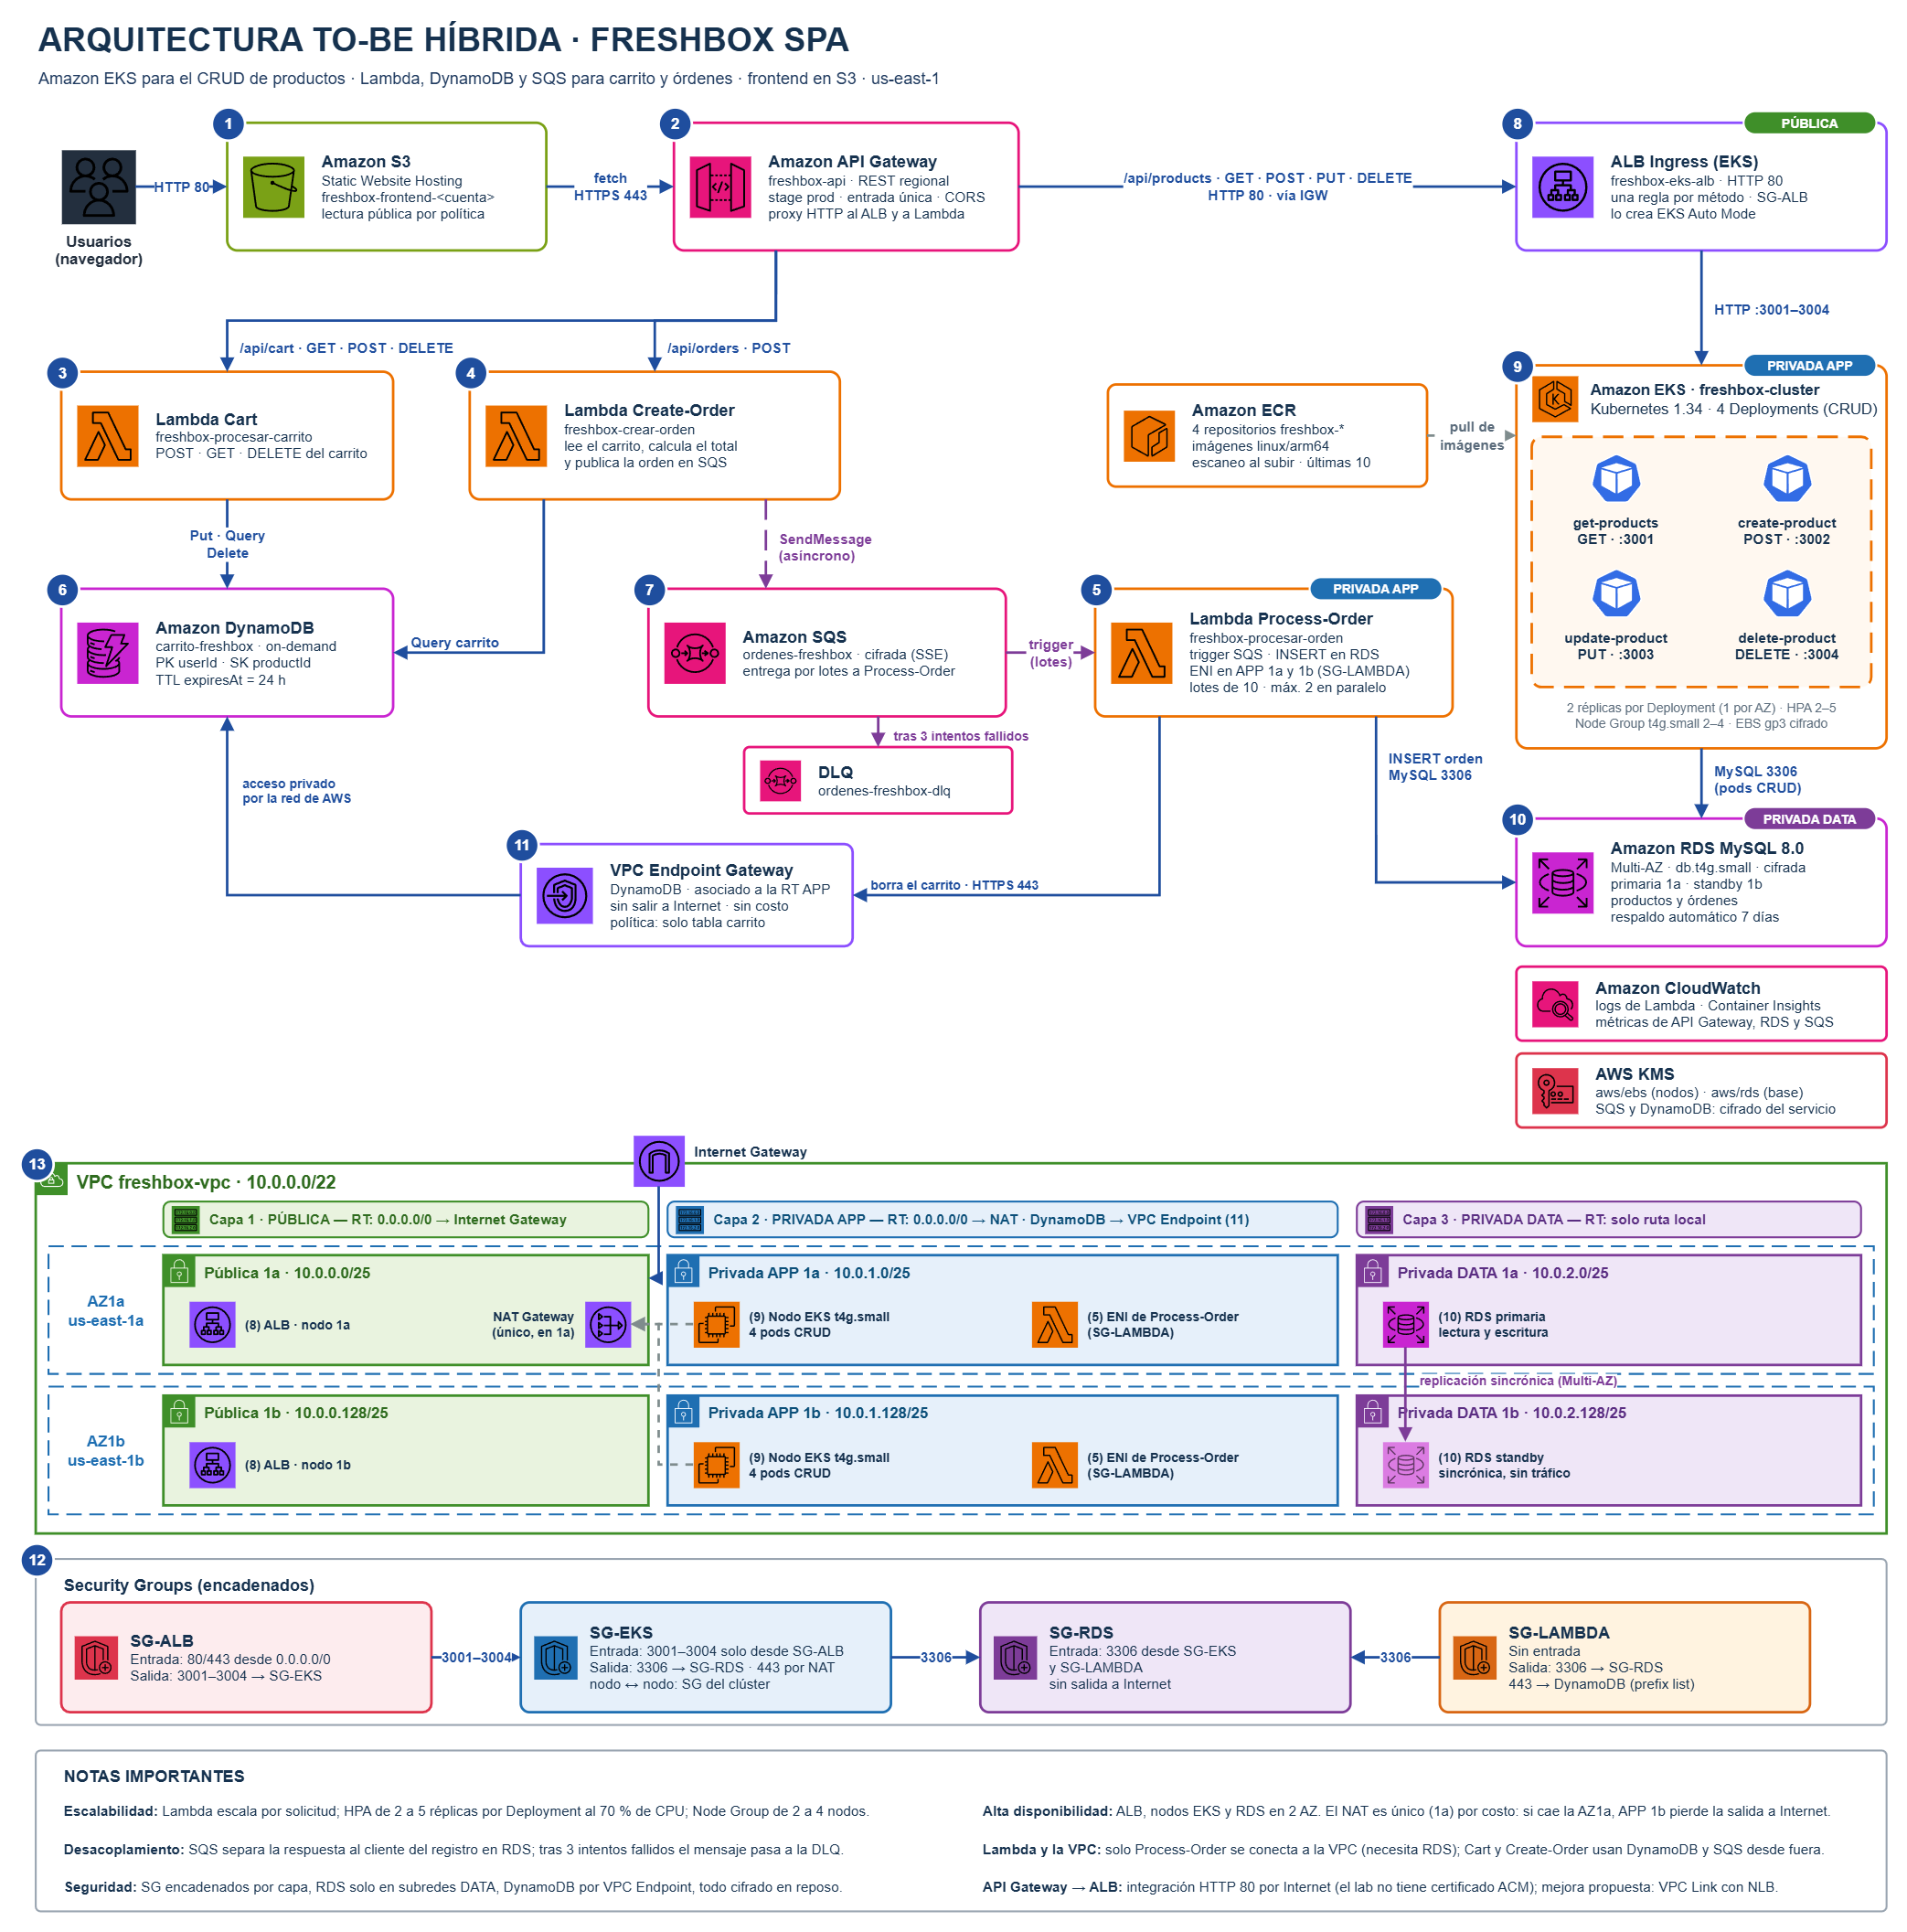 ARQUITECTURA TO-BE HÍBRIDA · FRESHBOX SPA
Amazon EKS para el CRUD de productos · Lambda, DynamoDB y SQS para carrito y órdenes · frontend en S3 · us-east-1
Usuarios
(navegador)
HTTP 80
1
Amazon S3
Static Website Hosting
freshbox-frontend-<cuenta>
lectura pública por política
fetch
HTTPS 443
2
Amazon API Gateway
freshbox-api · REST regional
stage prod · entrada única · CORS
proxy HTTP al ALB y a Lambda
/api/products · GET · POST · PUT · DELETE
HTTP 80 · vía IGW
8
PÚBLICA
ALB Ingress (EKS)
freshbox-eks-alb · HTTP 80
una regla por método · SG-ALB
lo crea EKS Auto Mode
HTTP :3001–3004
/api/cart · GET · POST · DELETE
/api/orders · POST
3
Lambda Cart
freshbox-procesar-carrito
POST · GET · DELETE del carrito
4
Lambda Create-Order
freshbox-crear-orden
lee el carrito, calcula el total
y publica la orden en SQS
Amazon ECR
4 repositorios freshbox-*
imágenes linux/arm64
escaneo al subir · últimas 10
pull de
imágenes
9
PRIVADA APP
Amazon EKS · freshbox-cluster
Kubernetes 1.34 · 4 Deployments (CRUD)
get-products
GET · :3001
create-product
POST · :3002
update-product
PUT · :3003
delete-product
DELETE · :3004
2 réplicas por Deployment (1 por AZ) · HPA 2–5
Node Group t4g.small 2–4 · EBS gp3 cifrado
Put · Query
Delete
SendMessage
(asíncrono)
6
Amazon DynamoDB
carrito-freshbox · on-demand
PK userId · SK productId
TTL expiresAt = 24 h
Query carrito
7
Amazon SQS
ordenes-freshbox · cifrada (SSE)
entrega por lotes a Process-Order
trigger
(lotes)
5
PRIVADA APP
Lambda Process-Order
freshbox-procesar-orden
trigger SQS · INSERT en RDS
ENI en APP 1a y 1b (SG-LAMBDA)
lotes de 10 · máx. 2 en paralelo
tras 3 intentos fallidos
DLQ
ordenes-freshbox-dlq
INSERT orden
MySQL 3306
MySQL 3306
(pods CRUD)
acceso privado
por la red de AWS
11
VPC Endpoint Gateway
DynamoDB · asociado a la RT APP
sin salir a Internet · sin costo
política: solo tabla carrito
borra el carrito · HTTPS 443
10
PRIVADA DATA
Amazon RDS MySQL 8.0
Multi-AZ · db.t4g.small · cifrada
primaria 1a · standby 1b
productos y órdenes
respaldo automático 7 días
Amazon CloudWatch
logs de Lambda · Container Insights
métricas de API Gateway, RDS y SQS
AWS KMS
aws/ebs (nodos) · aws/rds (base)
SQS y DynamoDB: cifrado del servicio
Internet Gateway
13
VPC freshbox-vpc · 10.0.0.0/22
Capa 1 · PÚBLICA — RT: 0.0.0.0/0 → Internet Gateway
Capa 2 · PRIVADA APP — RT: 0.0.0.0/0 → NAT · DynamoDB → VPC Endpoint (11)
Capa 3 · PRIVADA DATA — RT: solo ruta local
AZ1a
us-east-1a
Pública 1a · 10.0.0.0/25
(8) ALB · nodo 1a
NAT Gateway
(único, en 1a)
Privada APP 1a · 10.0.1.0/25
(9) Nodo EKS t4g.small
4 pods CRUD
(5) ENI de Process-Order
(SG-LAMBDA)
Privada DATA 1a · 10.0.2.0/25
(10) RDS primaria
lectura y escritura
replicación sincrónica (Multi-AZ)
AZ1b
us-east-1b
Pública 1b · 10.0.0.128/25
(8) ALB · nodo 1b
Privada APP 1b · 10.0.1.128/25
(9) Nodo EKS t4g.small
4 pods CRUD
(5) ENI de Process-Order
(SG-LAMBDA)
Privada DATA 1b · 10.0.2.128/25
(10) RDS standby
sincrónica, sin tráfico
12
Security Groups (encadenados)
SG-ALB
Entrada: 80/443 desde 0.0.0.0/0
Salida: 3001–3004 → SG-EKS
3001–3004
SG-EKS
Entrada: 3001–3004 solo desde SG-ALB
Salida: 3306 → SG-RDS · 443 por NAT
nodo ↔ nodo: SG del clúster
3306
SG-RDS
Entrada: 3306 desde SG-EKS
y SG-LAMBDA
sin salida a Internet
3306
SG-LAMBDA
Sin entrada
Salida: 3306 → SG-RDS
443 → DynamoDB (prefix list)
NOTAS IMPORTANTES
Escalabilidad: Lambda escala por solicitud; HPA de 2 a 5 réplicas por Deployment al 70 % de CPU; Node Group de 2 a 4 nodos.
Alta disponibilidad: ALB, nodos EKS y RDS en 2 AZ. El NAT es único (1a) por costo: si cae la AZ1a, APP 1b pierde la salida a Internet.
Desacoplamiento: SQS separa la respuesta al cliente del registro en RDS; tras 3 intentos fallidos el mensaje pasa a la DLQ.
Lambda y la VPC: solo Process-Order se conecta a la VPC (necesita RDS); Cart y Create-Order usan DynamoDB y SQS desde fuera.
Seguridad: SG encadenados por capa, RDS solo en subredes DATA, DynamoDB por VPC Endpoint, todo cifrado en reposo.
API Gateway → ALB: integración HTTP 80 por Internet (el lab no tiene certificado ACM); mejora propuesta: VPC Link con NLB.